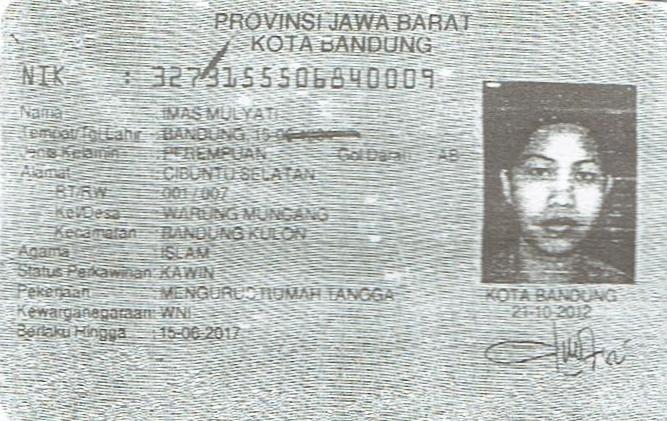 PROVINSI JAWA BARAT
KOTA BANDUNG
NIK : 3273155506840009
Nama : IMAS MULYATI
Tempat/Tgl Lahir : BANDUNG, 15-06-
Jenis Kelamin : PEREMPUAN Gol Darah : AB
Alamat : CIBUNTU SELATAN
RT/RW : 001 / 007
Kel/Desa : WARUNG MUNCANG
Kecamatan : BANDUNG KULON
Agama : ISLAM
Status Perkawinan: KAWIN
Pekerjaan : MENGURUS RUMAH TANGGA
Kewarganegaraan: WNI
Berlaku Hingga : 15-06-2017
KOTA BANDUNG
21-10-2012